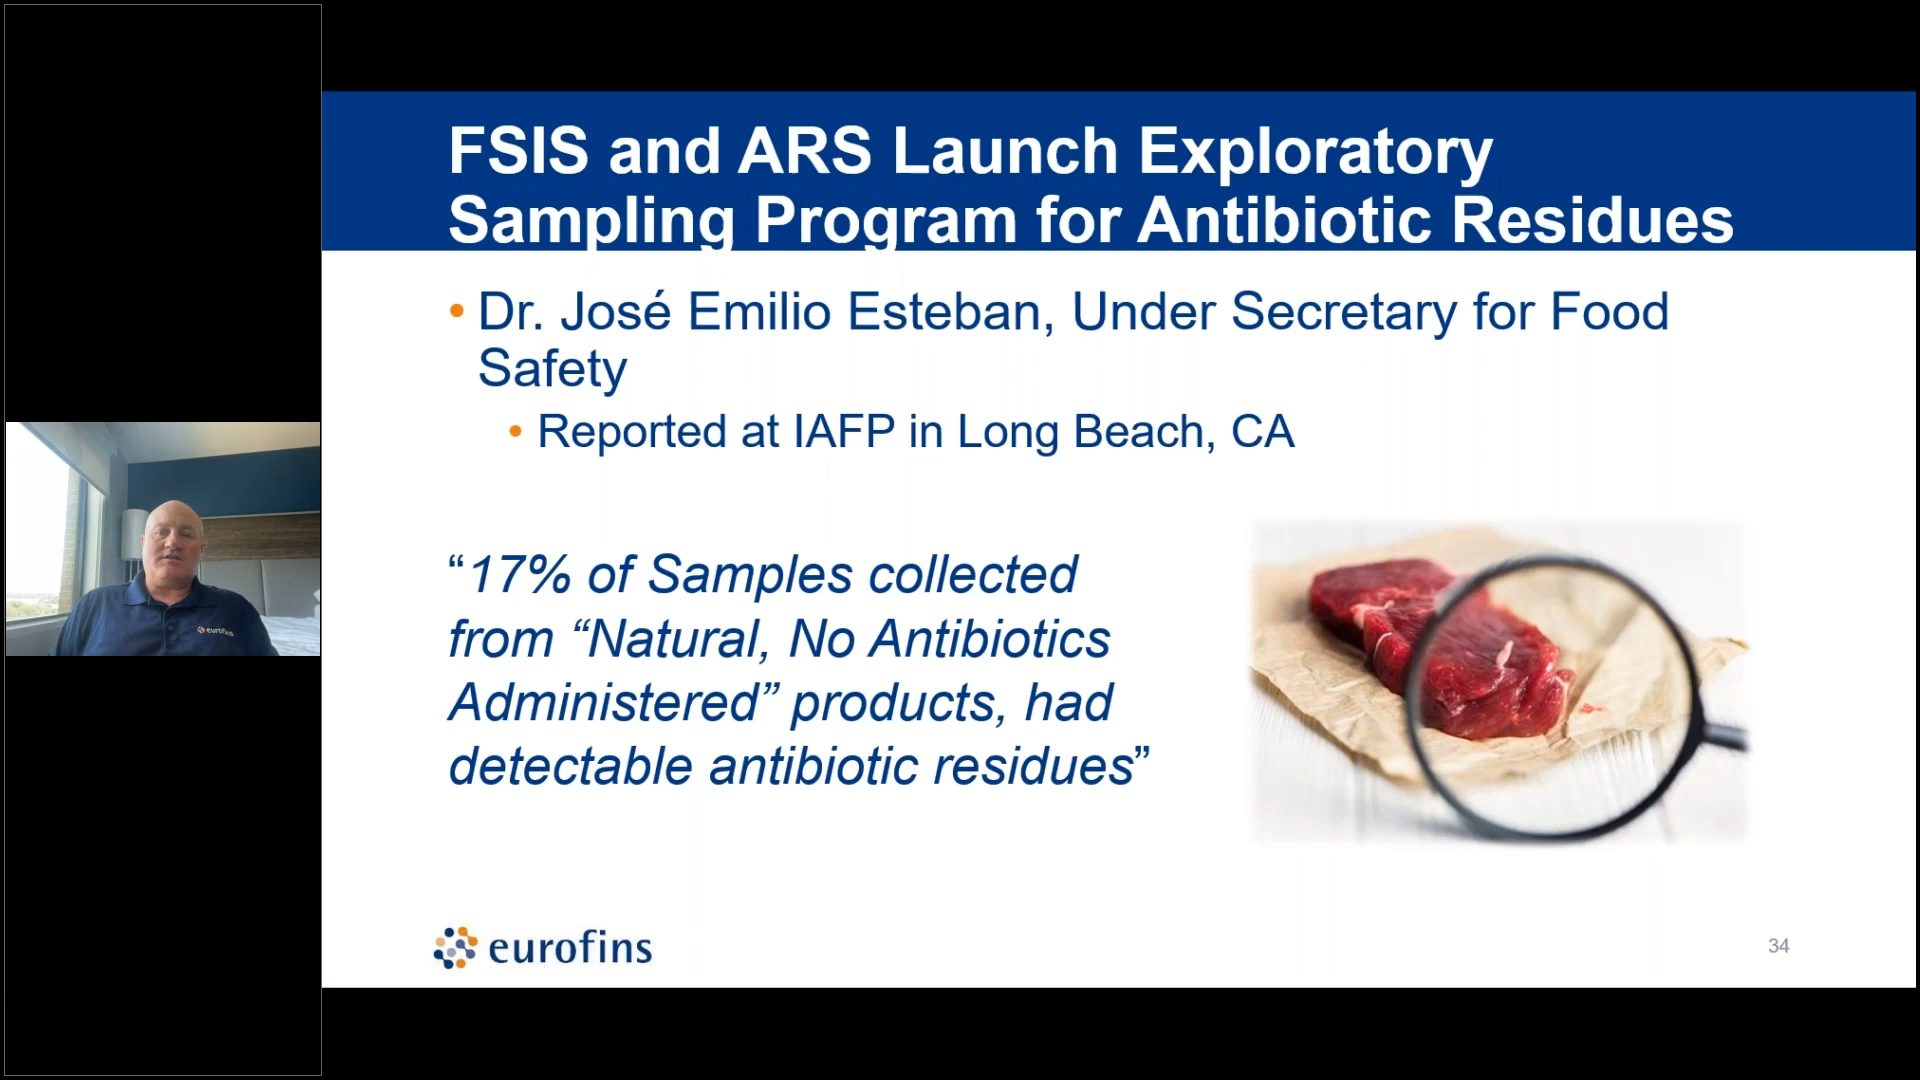 FSIS and ARS Launch Exploratory
Sampling Program for Antibiotic Residues
• Dr. José Emilio Esteban, Under Secretary for Food
Safety
• Reported at IAFP in Long Beach, CA
“17% of Samples collected
from “Natural, No Antibiotics
Administered” products, had
detectable antibiotic residues”
eurofins
34
eurofins